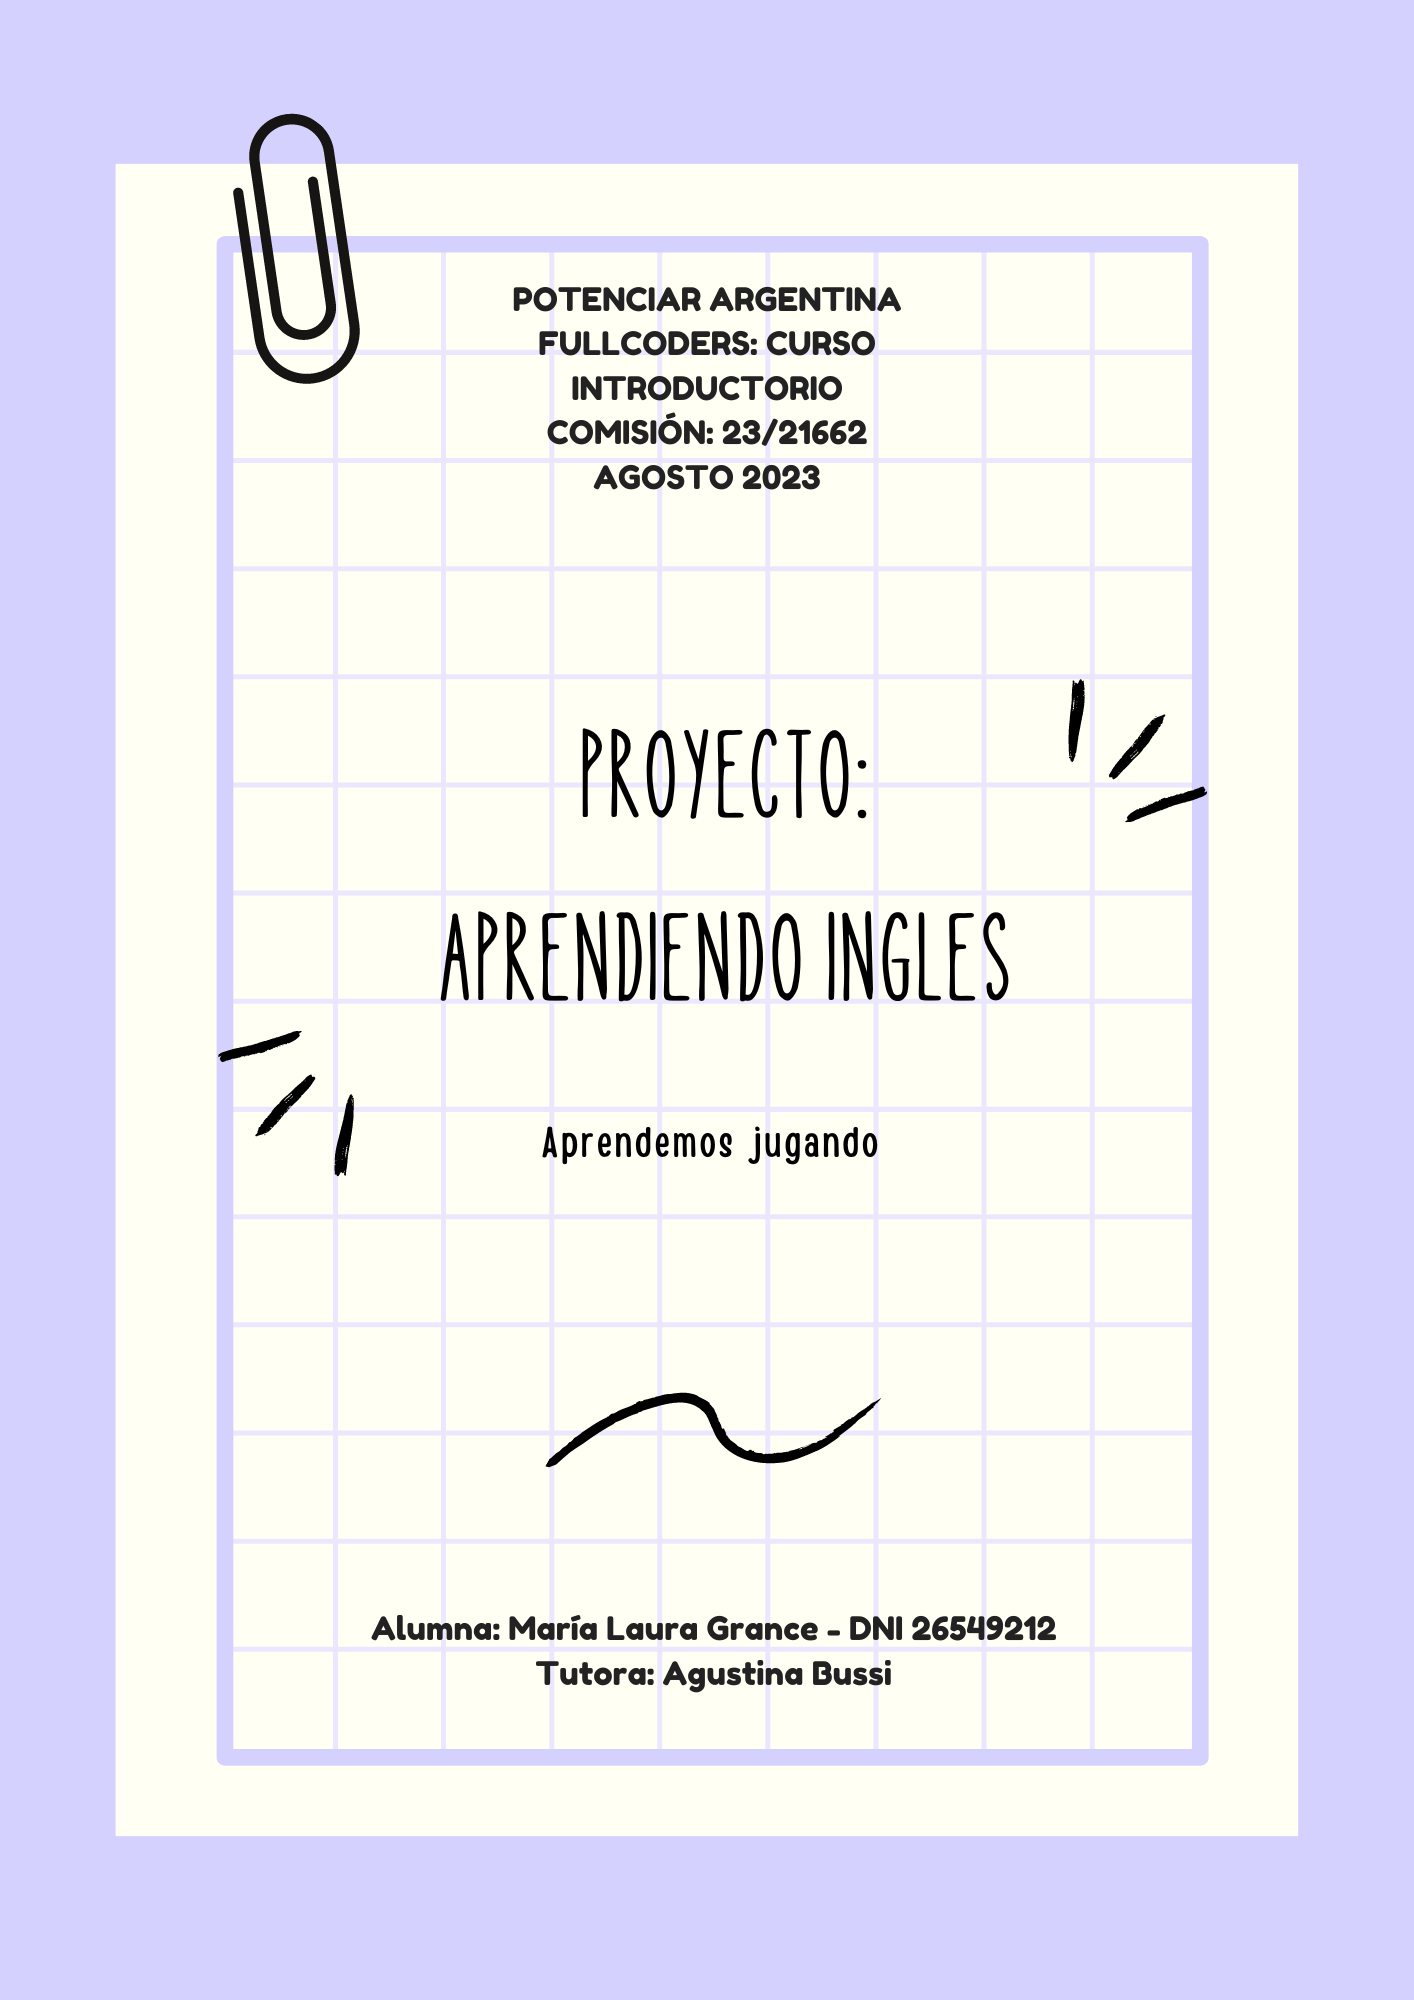 POTENCIAR ARGENTINA
FULLCODERS: CURSO
INTRODUCTORIO
COMISIÓN: 23/21662
AGOSTO 2023
PROYECTO:
APRENDIENDO INGLES
Aprendemos jugando
Alumna: María Laura Grance - DNI 26549212
Tutora: Agustina Bussi